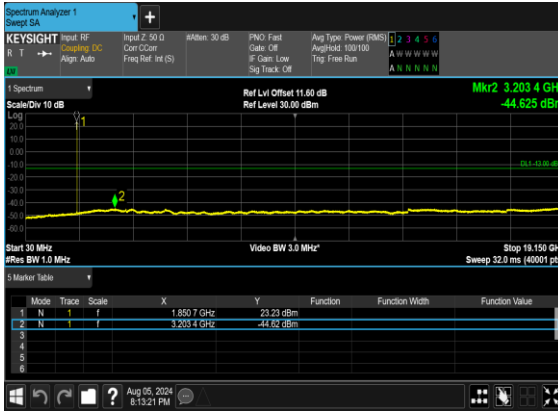 Spectrum Analyzer 1
Swept SA
+
KEYSIGHT
R T
Input: RF
Coupling: DC
Align: Auto
Input Z: 50 Ω
Corr CCorr
Freq Ref: Int (S)
#Atten: 30 dB
PNO: Fast
Gate: Off
IF Gain: Low
Sig Track: Off
Avg Type: Power (RMS)
Avg|Hold: 100/100
Trig: Free Run
1 2 3 4 5 6
A W W W W W
A N N N N N
1 Spectrum
Scale/Div 10 dB
Ref Lvl Offset 11.60 dB
Ref Level 30.00 dBm
Mkr2 3.203 4 GH
-44.625 dB
Log
20.0
10.0
0.00
-10.0
-20.0
-30.0
-40.0
-50.0
-60.0
1
2
DL1 -13.00 dB
Start 30 MHz
#Res BW 1.0 MHz
Video BW 3.0 MHz*
Stop 19.150 GH
Sweep 32.0 ms (40001 pt
5 Marker Table
Mode Trace Scale X Y Function Function Width Function Value
1 N 1 f 1.850 7 GHz 23.23 dBm
2 N 1 f 3.203 4 GHz -44.62 dBm
3
4
5
6
?
Aug 05, 2024
8:13:21 PM